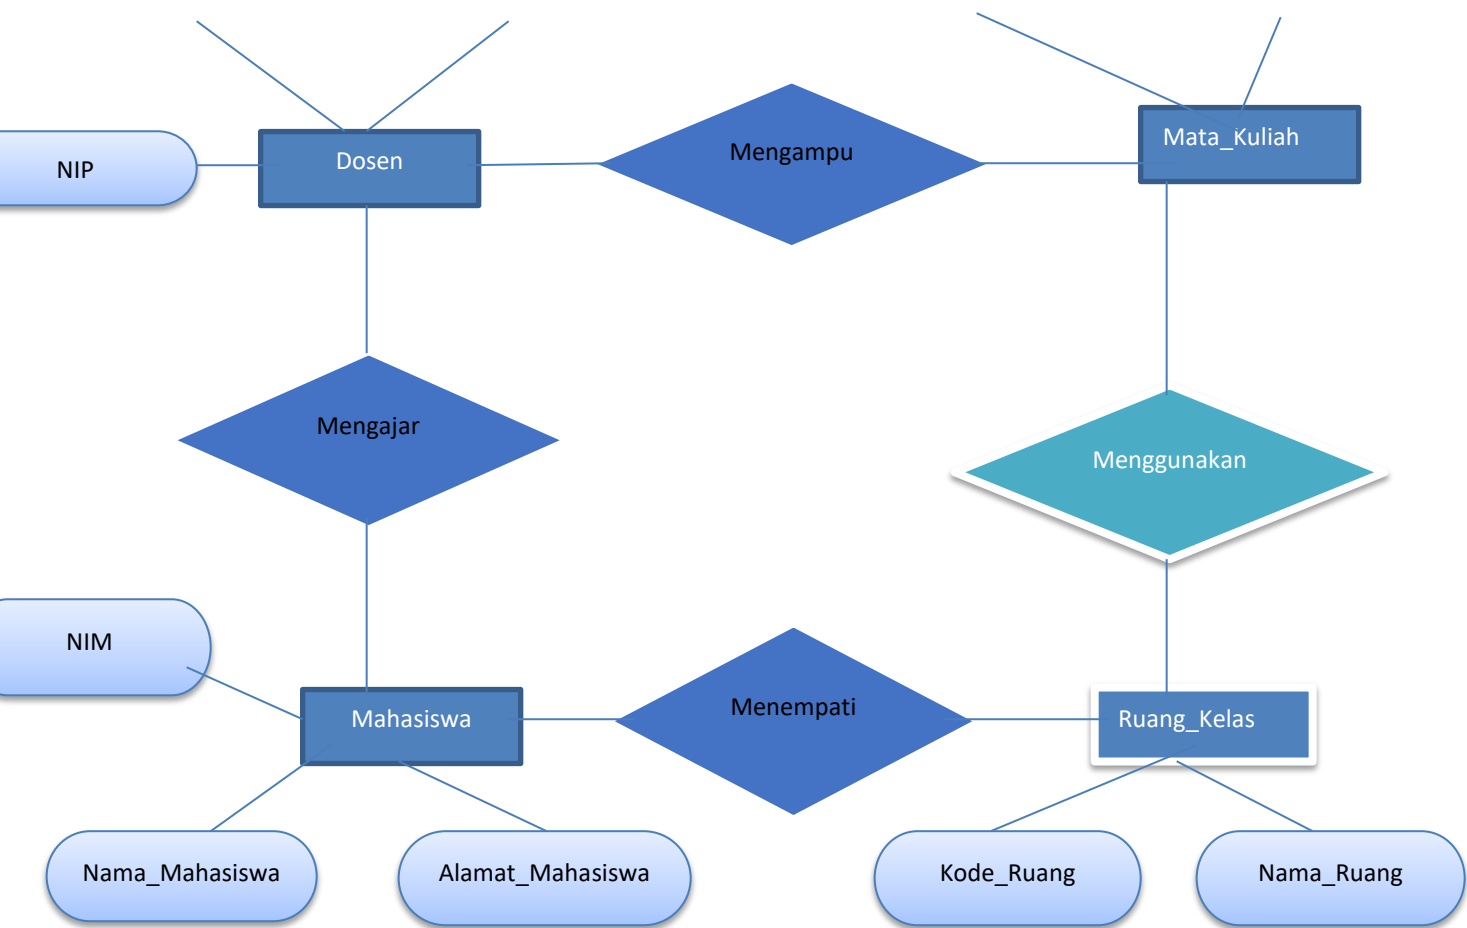 Mengampu
Mata_Kuliah
Dosen
NIP
Mengajar
Menggunakan
NIM
Mahasiswa
Menempati
Ruang_Kelas
Nama_Mahasiswa
Alamat_Mahasiswa
Kode_Ruang
Nama_Ruang